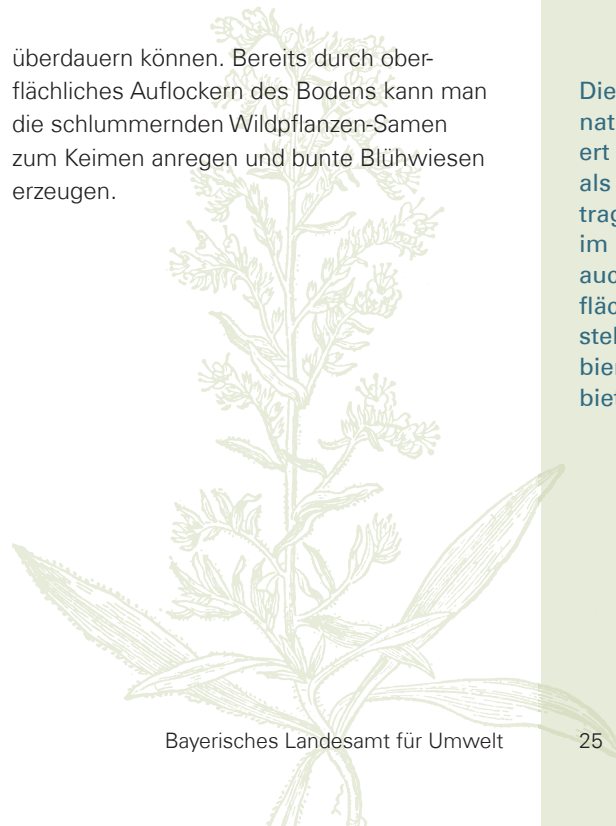 überdauern können. Bereits durch ober-
flächliches Auflockern des Bodens kann man
die schlummernden Wildpflanzen-Samen
zum Keimen anregen und bunte Blühwiesen
erzeugen.
Die
nat
ert
als
trag
im
auc
fläc
stel
bier
biet
Bayerisches Landesamt für Umwelt 25